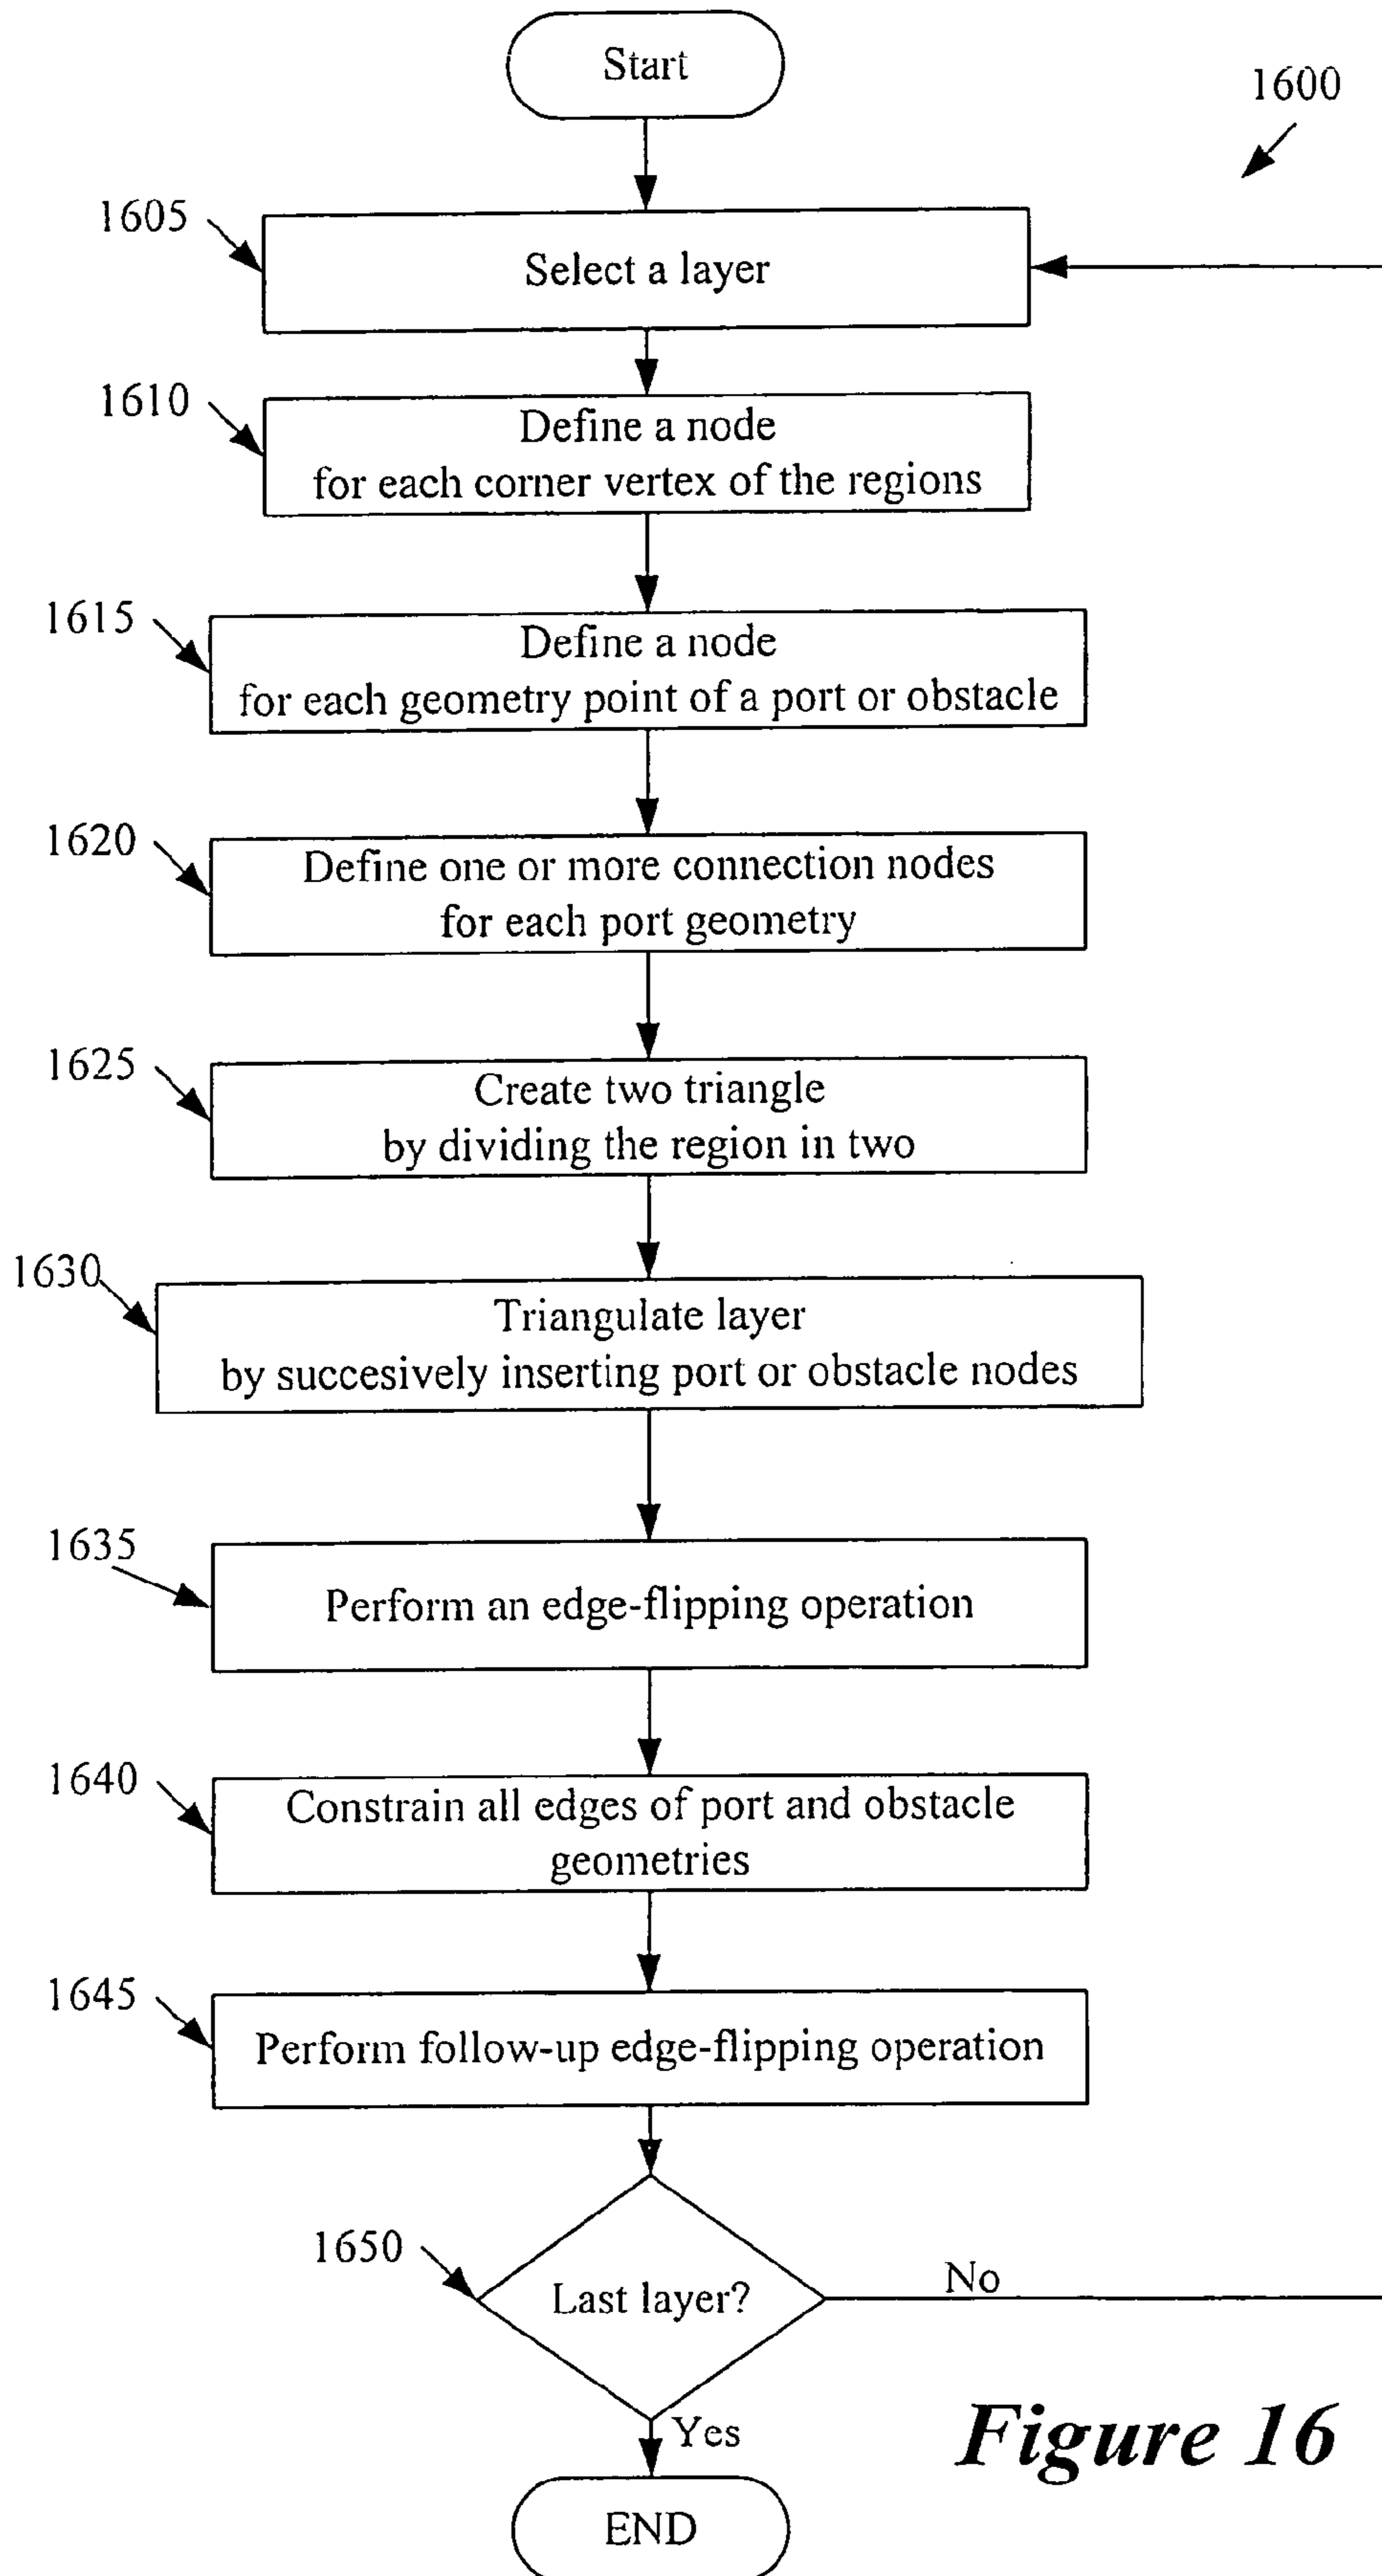 Start
1600
1605
Select a layer
1610
Define a node
for each corner vertex of the regions
1615
Define a node
for each geometry point of a port or obstacle
1620
Define one or more connection nodes
for each port geometry
1625
Create two triangle
by dividing the region in two
1630
Triangulate layer
by succesively inserting port or obstacle nodes
1635
Perform an edge-flipping operation
1640
Constrain all edges of port and obstacle
geometries
1645
Perform follow-up edge-flipping operation
1650
Last layer?
No
Yes
Figure 16
END